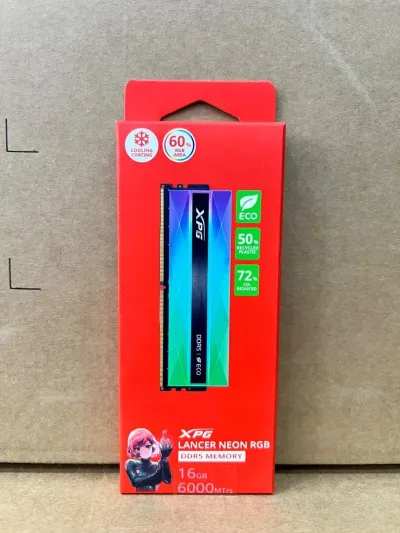 COOLING
COATING
60%
RGB
AREA
ECO
50%
RECYCLED
PLASTIC
72%
CO₂
REDUCED
XPG
DDR5 | ECO
XPG
LANCER NEON RGB
DDR5 MEMORY
16GB
6000MT/s